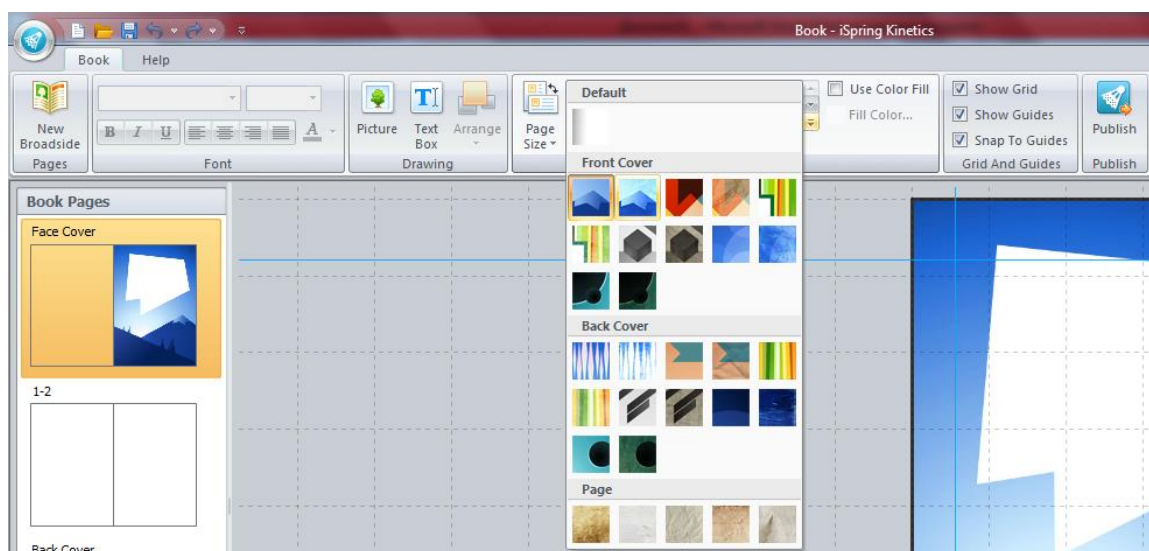 Book - iSpring Kinetics
Book Help
New
Broadside
Pages
B I U A
Font
Picture
Text
Box
Arrange
Drawing
Page
Size
Use Color Fill
Fill Color...
Show Grid
Show Guides
Snap To Guides
Grid And Guides
Publish
Publish
Default
Front Cover
Back Cover
Page
Book Pages
Face Cover
1-2
Back Cover